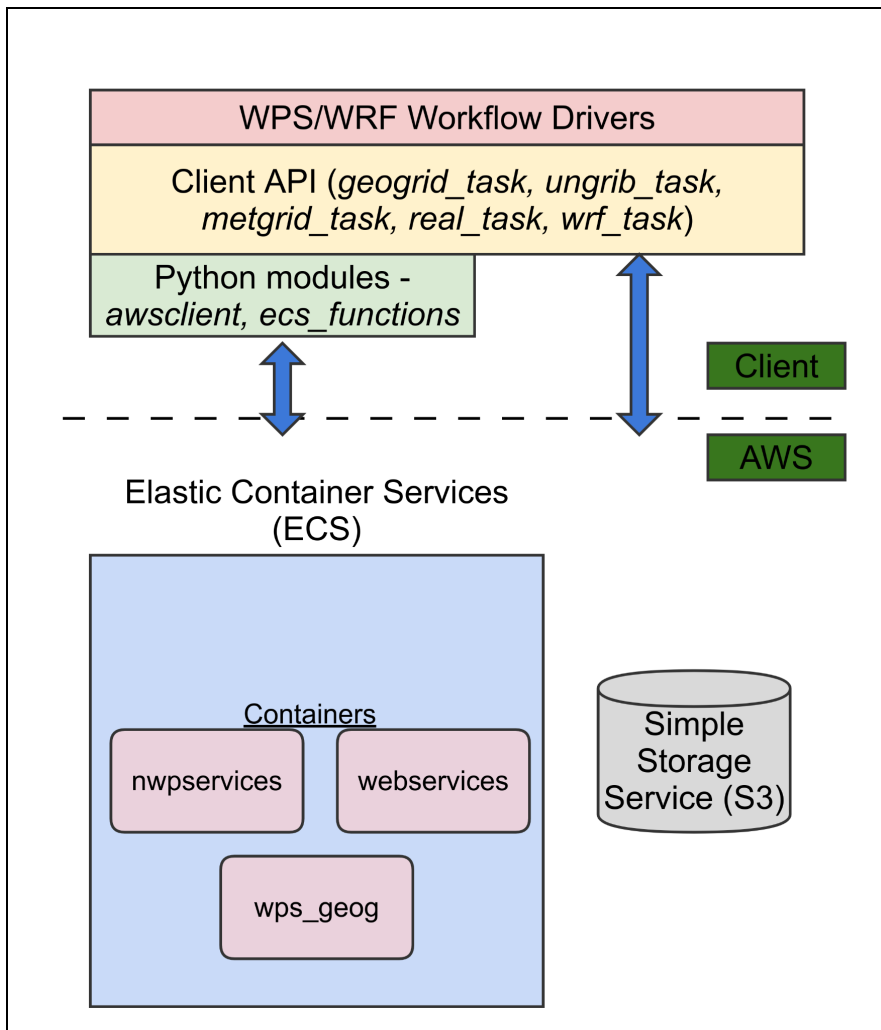 WPS/WRF Workflow Drivers
Client API (geogrid_task, ungrib_task,
metgrid_task, real_task, wrf_task)
Python modules -
awsclient, ecs_functions
Client
AWS
Elastic Container Services
(ECS)
Containers
nwpservices
webservices
wps_geog
Simple
Storage
Service (S3)